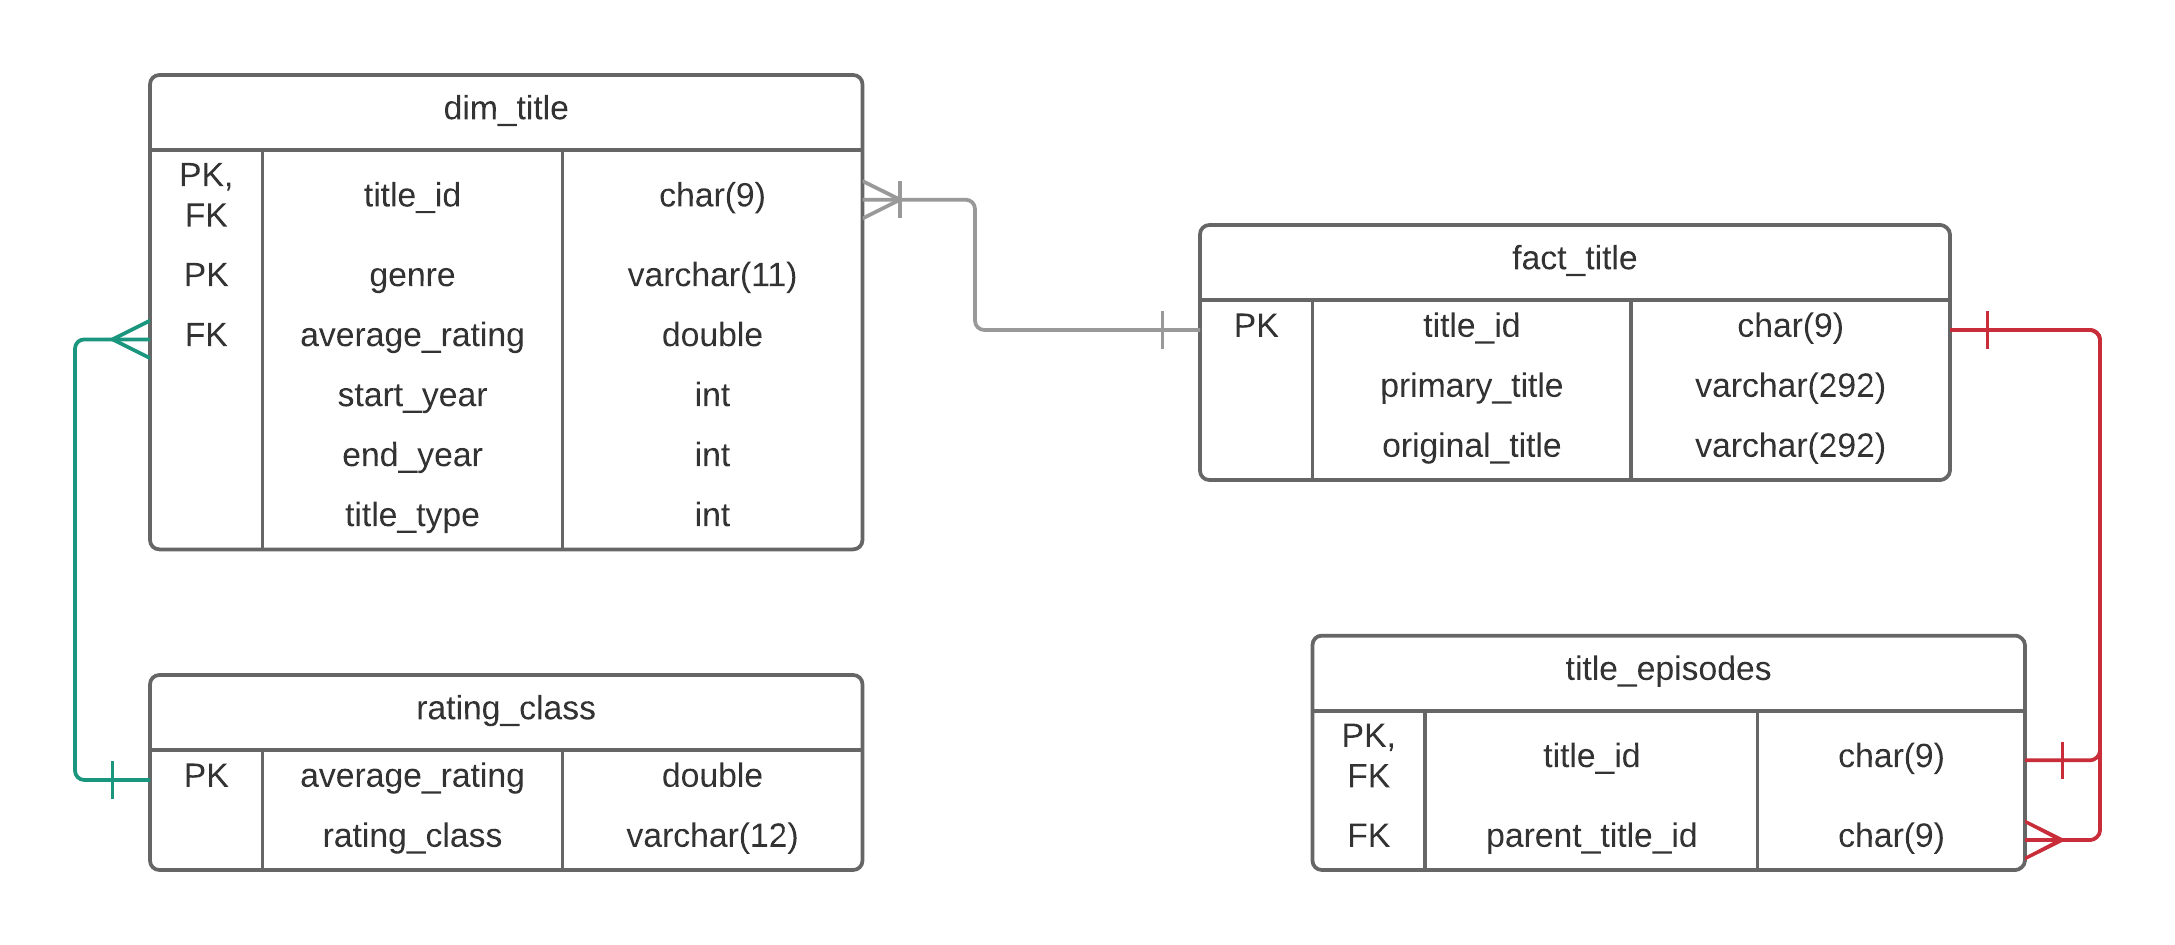 dim_title
PK,
FK
title_id
char(9)
PK
genre
varchar(11)
FK
average_rating
double
start_year
int
end_year
int
title_type
int
fact_title
PK
title_id
char(9)
primary_title
varchar(292)
original_title
varchar(292)
rating_class
PK
average_rating
double
rating_class
varchar(12)
title_episodes
PK,
FK
title_id
char(9)
FK
parent_title_id
char(9)